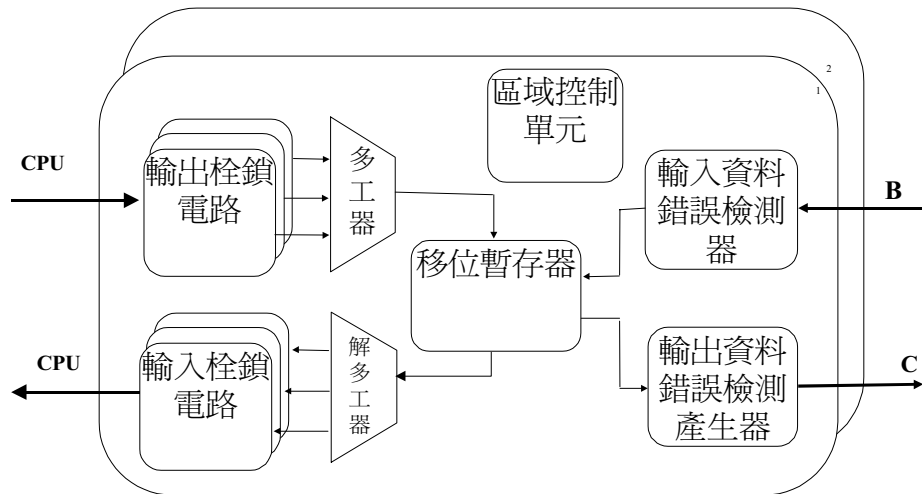 2
1
區域控制
單元
CPU
輸出栓鎖
電路
多
工
器
輸入資料
錯誤檢測
器
B
移位暫存器
CPU
輸入栓鎖
電路
解
多
工
器
輸出資料
錯誤檢測
產生器
C